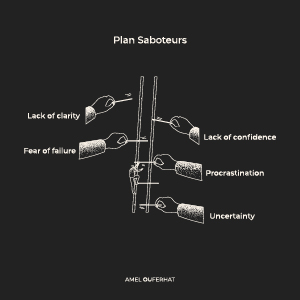 Plan Saboteurs
Lack of clarity
Lack of confidence
Fear of failure
Procrastination
Uncertainty
AMEL OUFERHAT